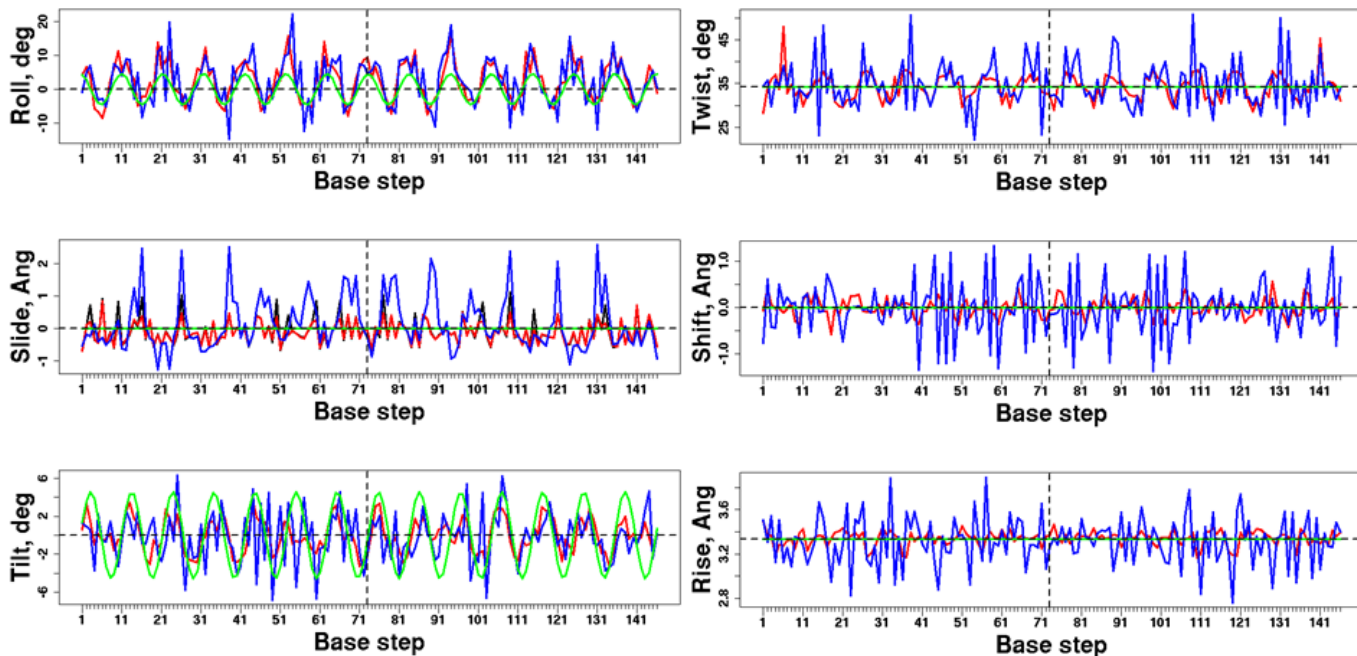 Roll, deg
20
10
0
-10
1 11 21 31 41 51 61 71 81 91 101 111 121 131 141
Base step
Twist, deg
45
35
25
1 11 21 31 41 51 61 71 81 91 101 111 121 131 141
Base step
Slide, Ang
2
1
0
-1
1 11 21 31 41 51 61 71 81 91 101 111 121 131 141
Base step
Shift, Ang
1.0
0.0
-1.0
1 11 21 31 41 51 61 71 81 91 101 111 121 131 141
Base step
Tilt, deg
6
2
-2
-6
1 11 21 31 41 51 61 71 81 91 101 111 121 131 141
Base step
Rise, Ang
3.6
3.2
2.8
1 11 21 31 41 51 61 71 81 91 101 111 121 131 141
Base step